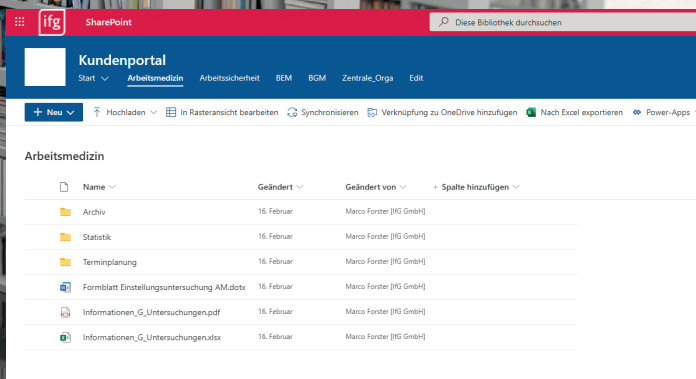 ifg SharePoint Diese Bibliothek durchsuchen
Kundenportal
Start Arbeitsmedizin Arbeitssicherheit BEM BGM Zentrale_Orga Edit
+ Neu Hochladen In Rasteransicht bearbeiten Synchronisieren Verknüpfung zu OneDrive hinzufügen Nach Excel exportieren Power-Apps
Arbeitsmedizin
Name Geändert Geändert von + Spalte hinzufügen
Archiv 16. Februar Marco Forster [IfG GmbH]
Statistik 16. Februar Marco Forster [IfG GmbH]
Terminplanung 16. Februar Marco Forster [IfG GmbH]
Formblatt Einstellungsuntersuchung AM.dotx 16. Februar Marco Forster [IfG GmbH]
Informationen_G_Untersuchungen.pdf 16. Februar Marco Forster [IfG GmbH]
Informationen_G_Untersuchungen.xlsx 16. Februar Marco Forster [IfG GmbH]